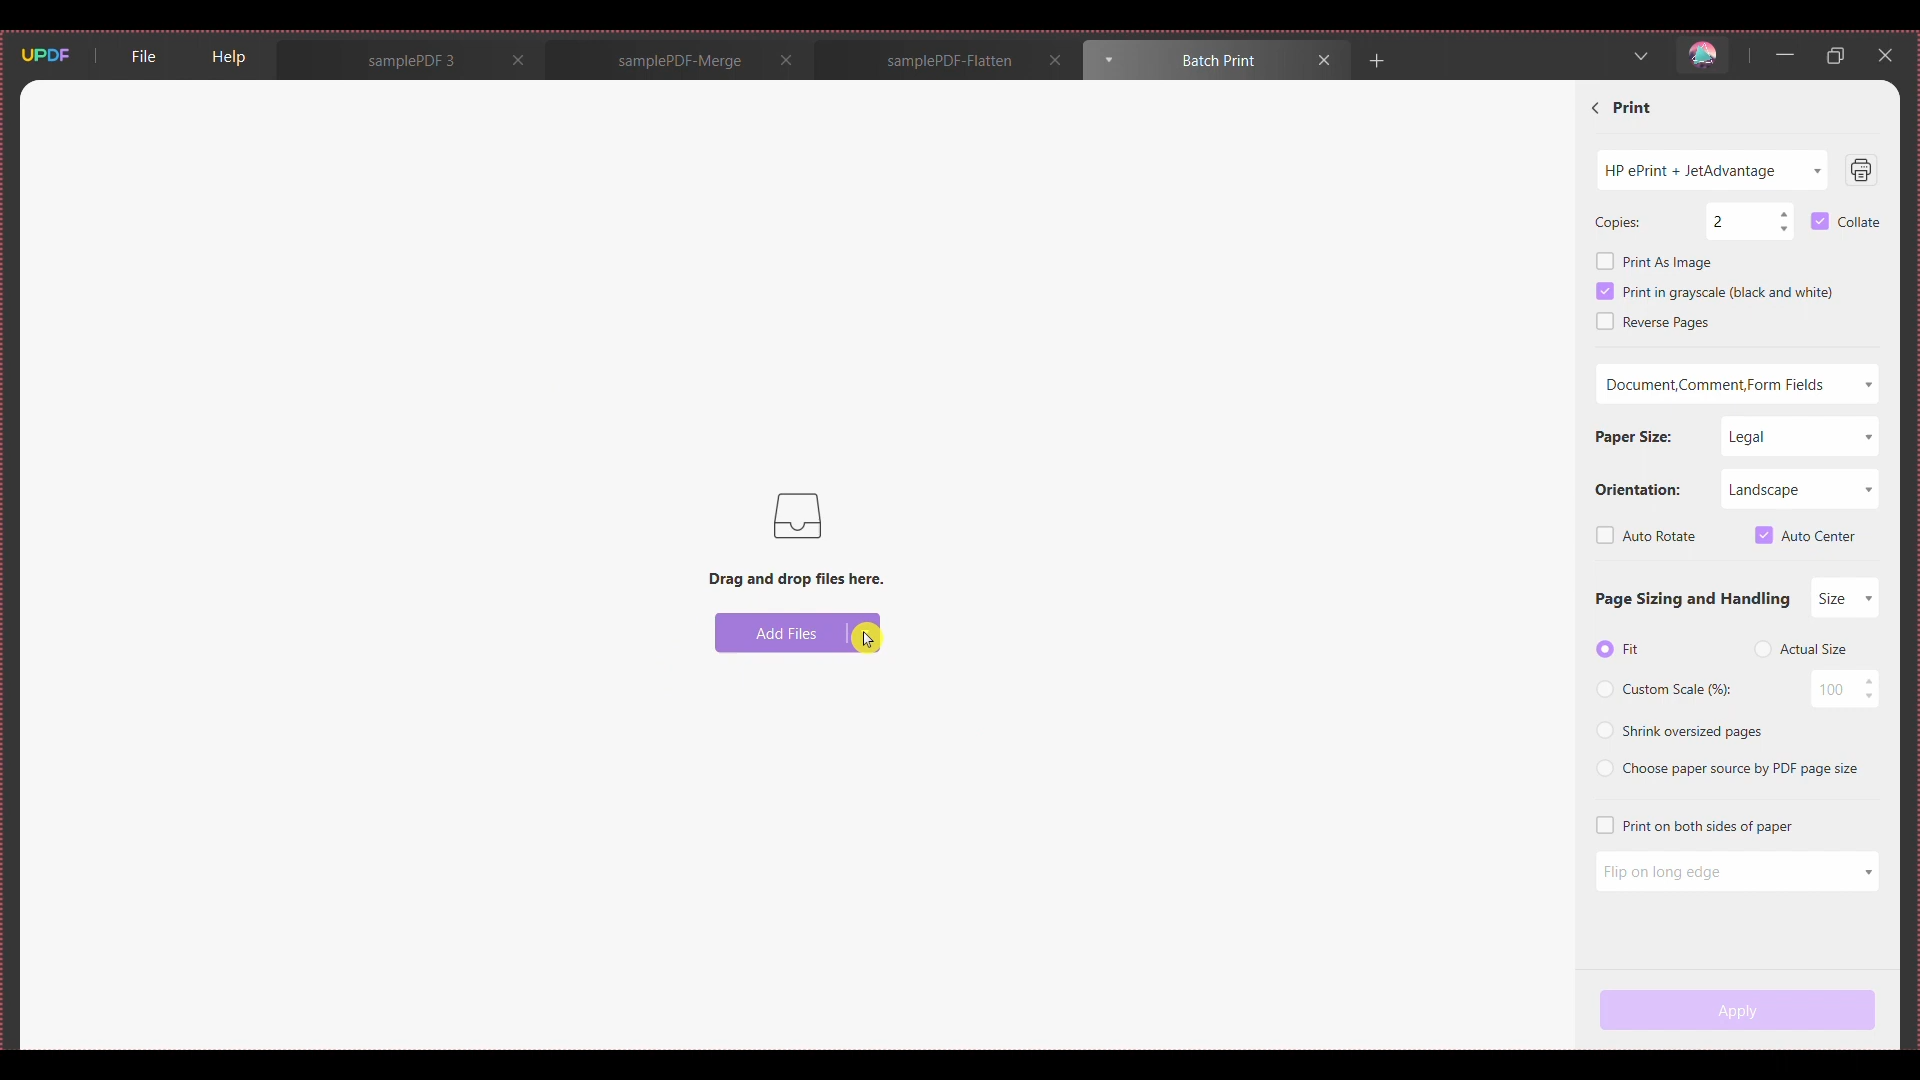 UPDF File Help samplePDF 3 samplePDF-Merge samplePDF-Flatten Batch Print
Print
HP ePrint + JetAdvantage
Copies: 2 Collate
Print As Image
Print in grayscale (black and white)
Reverse Pages
Document,Comment,Form Fields
Paper Size: Legal
Orientation: Landscape
Auto Rotate Auto Center
Drag and drop files here.
Add Files
Page Sizing and Handling Size
Fit Actual Size
Custom Scale (%): 100
Shrink oversized pages
Choose paper source by PDF page size
Print on both sides of paper
Flip on long edge
Apply